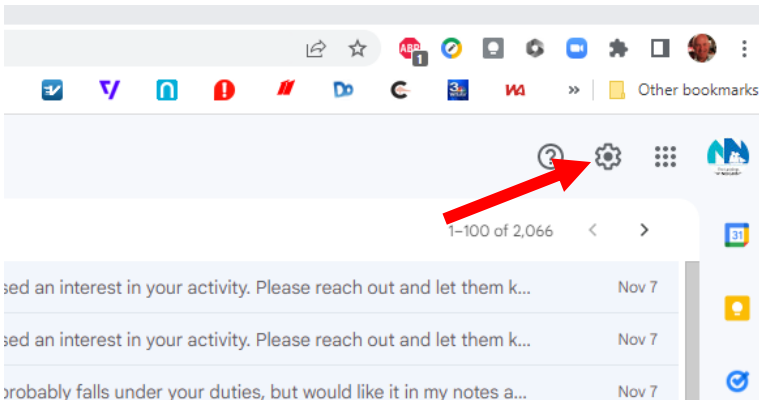 ABP
1
Other bookmarks
1–100 of 2,066
31
sed an interest in your activity. Please reach out and let them k...
Nov 7
sed an interest in your activity. Please reach out and let them k...
Nov 7
probably falls under your duties, but would like it in my notes a...
Nov 7